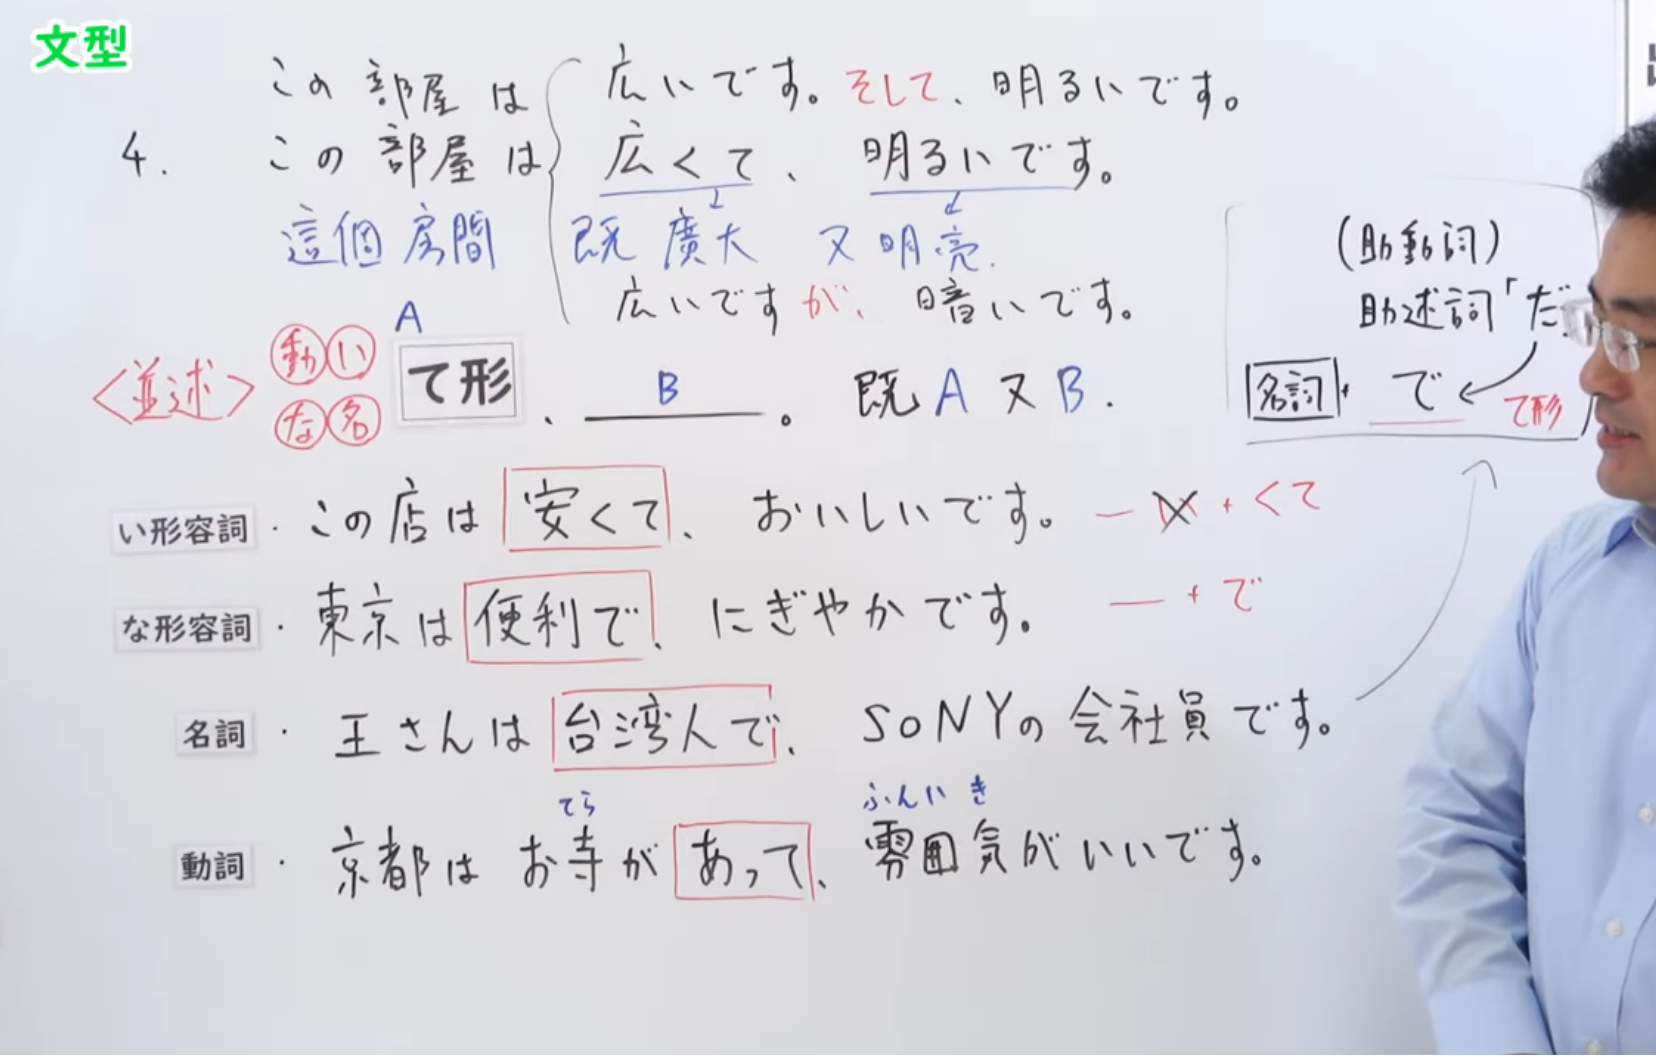 文型
この部屋は 広いです。そして、明るいです。
4. この部屋は 広くて、明るいです。
這個房間 既廣大 又明亮.
広いですが、暗いです。
(助動詞)
助述詞「だ
名詞 + で て形
A
<並述> 動 い な 名 て形、 B 。 既 A 又 B .
い形容詞 ・ この店は 安くて、おいしいです。 — い + くて
な形容詞 ・ 東京は 便利で、にぎやかです。 — + で
名詞 ・ 王さんは 台湾人で、SONYの会社員です。
てら ふんいき
動詞 ・ 京都は お寺が あって、雰囲気がいいです。